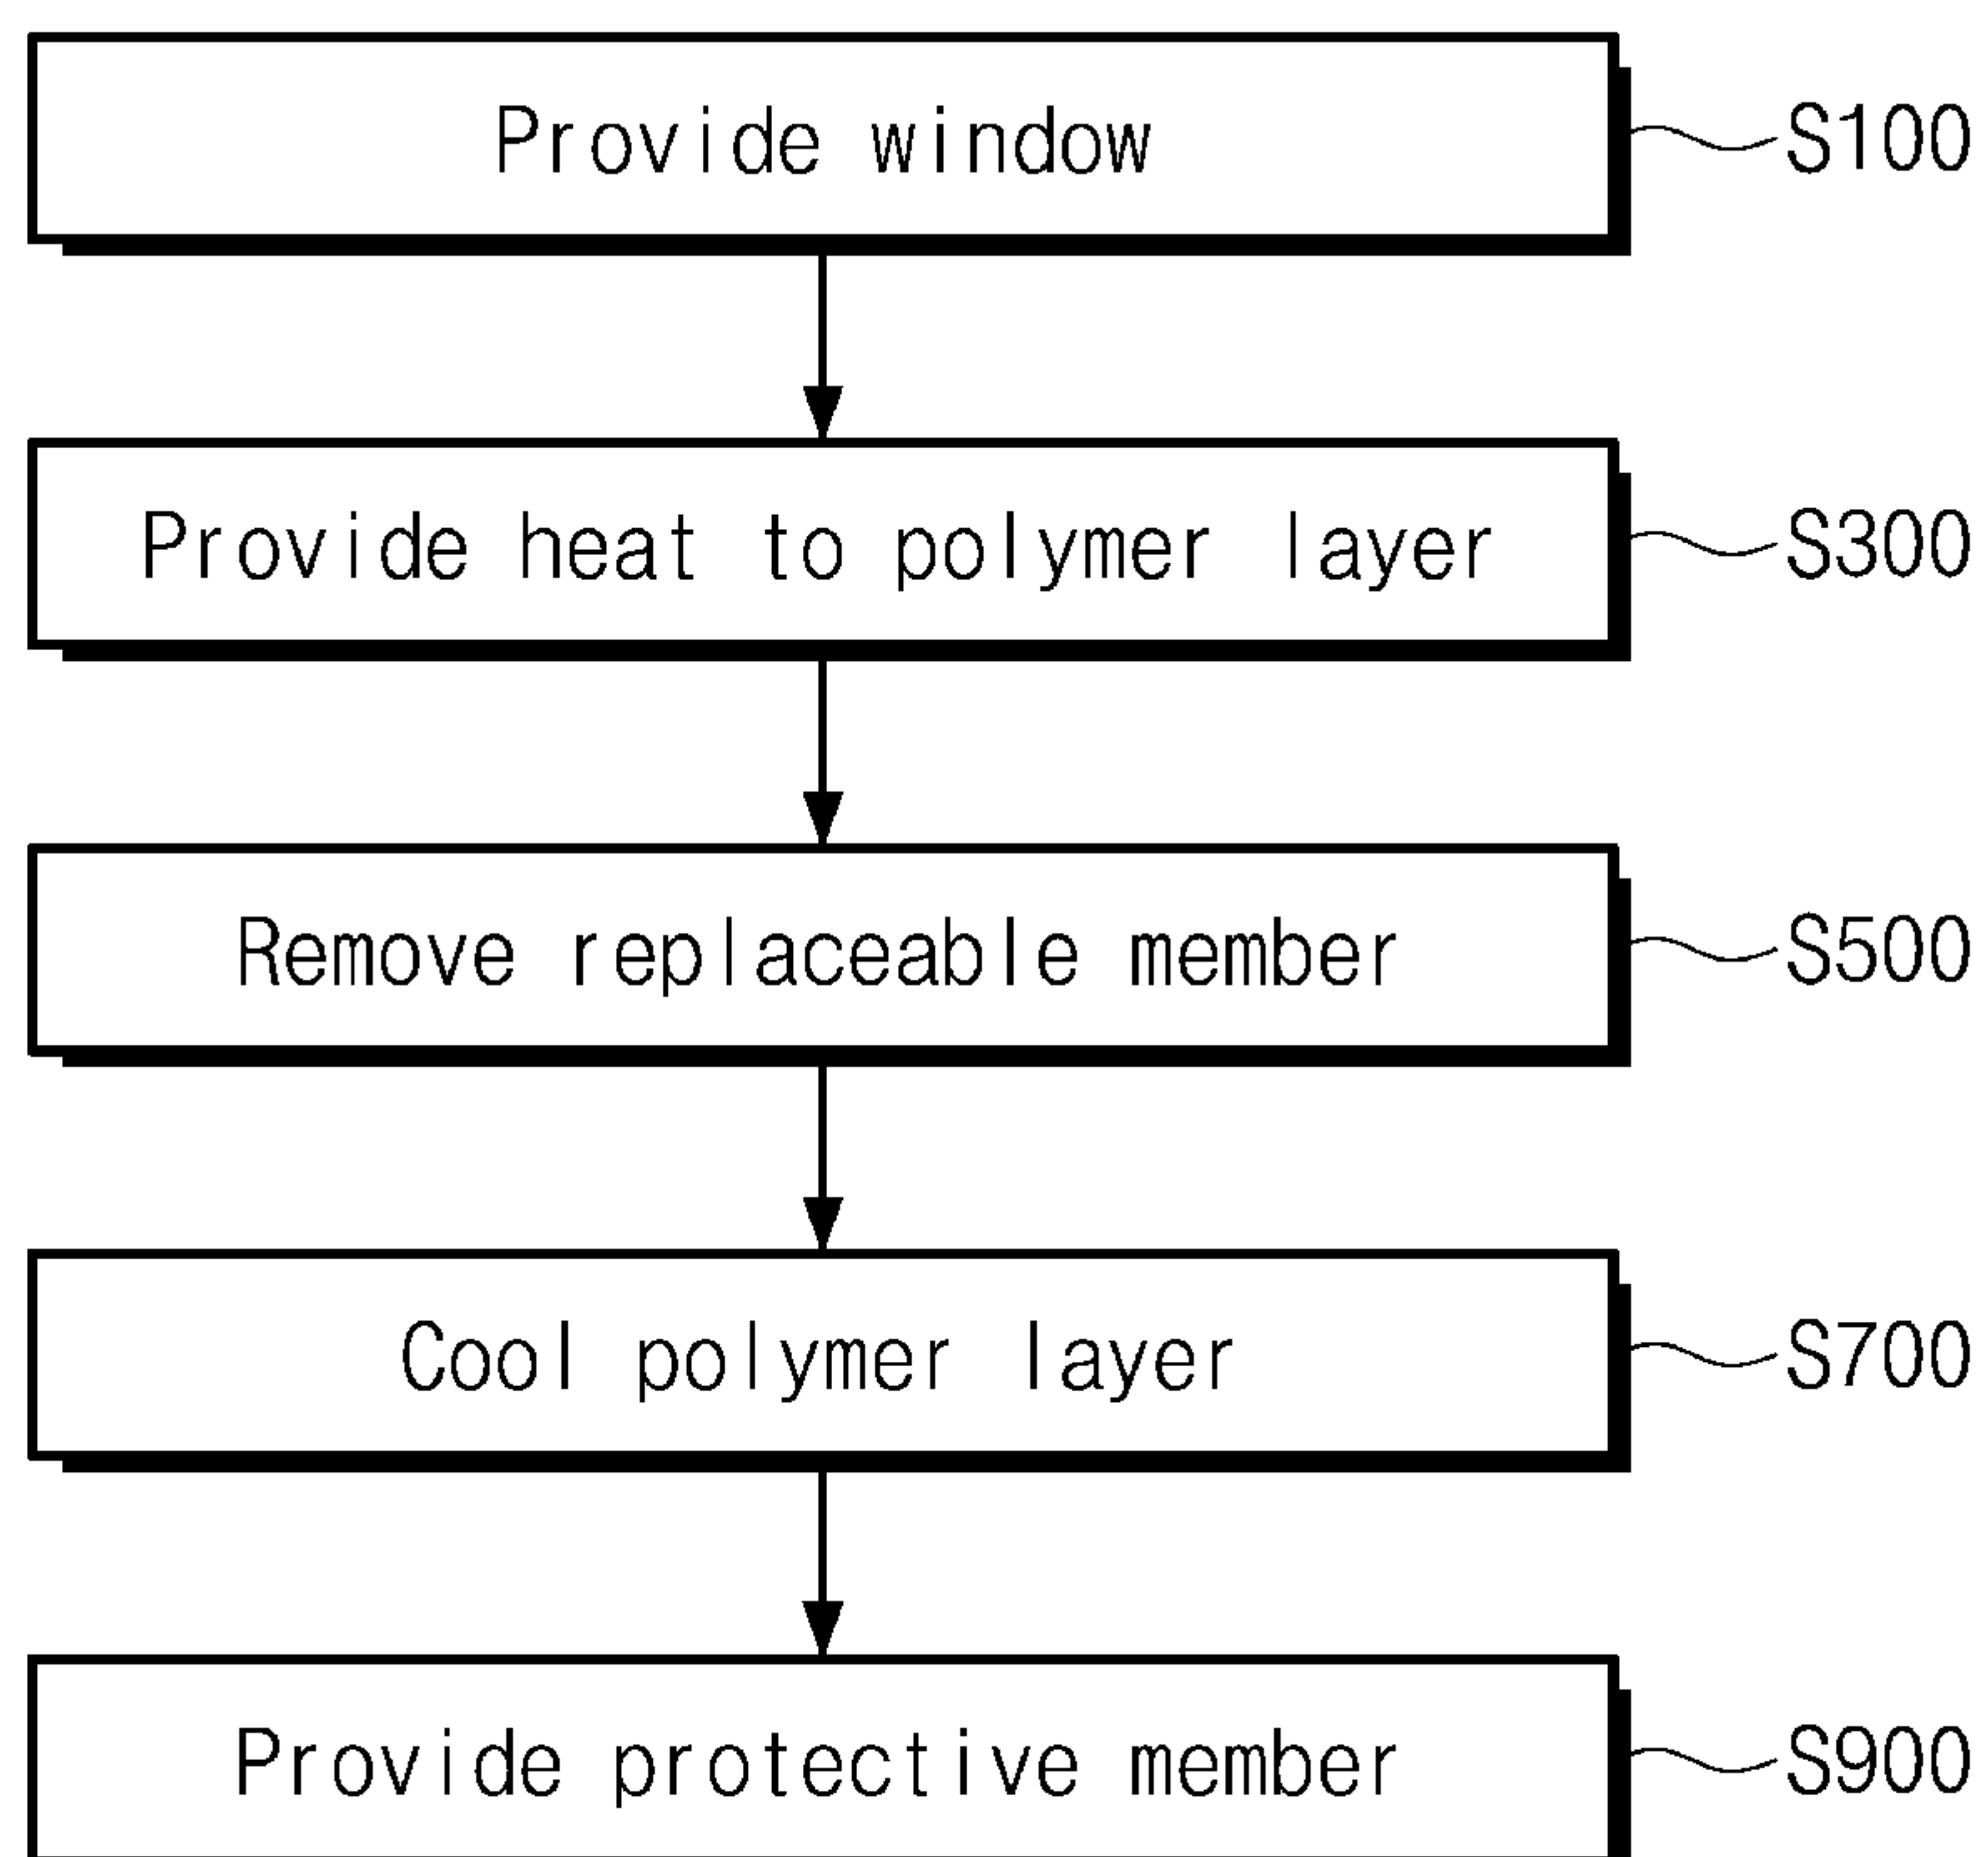 Provide window
S100
Provide heat to polymer layer
S300
Remove replaceable member
S500
Cool polymer layer
S700
Provide protective member
S900